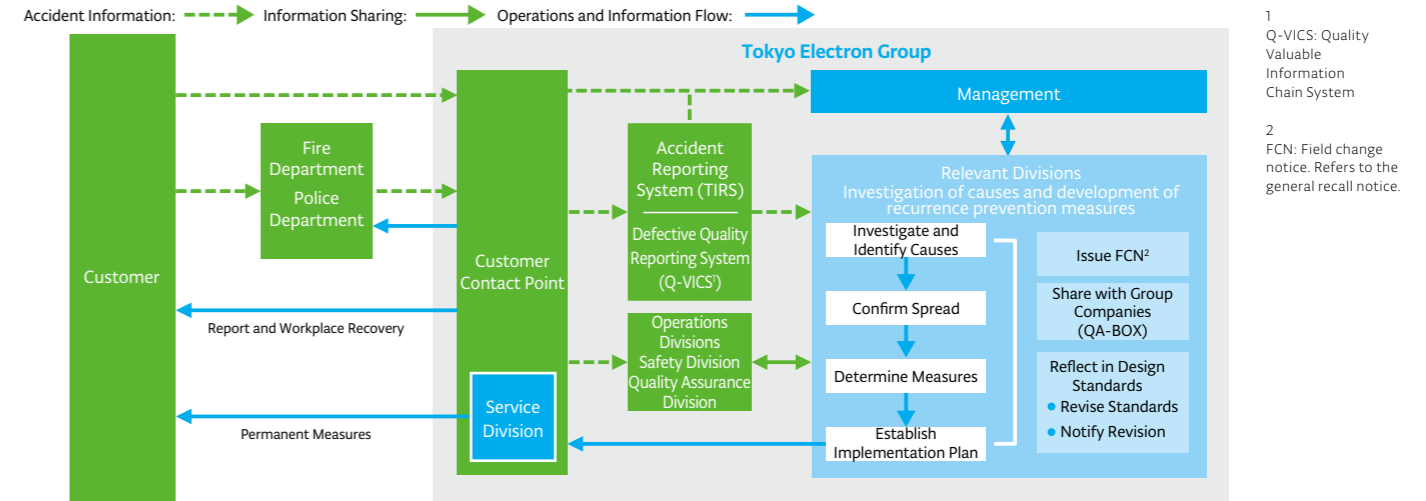 Accident Information:
Information Sharing:
Operations and Information Flow:
Tokyo Electron Group
Customer
Fire
Department
Police
Department
Report and Workplace Recovery
Permanent Measures
Customer
Contact Point
Service
Division
Accident
Reporting
System (TIRS)
Defective Quality
Reporting System
(Q-VICS¹)
Operations
Divisions
Safety Division
Quality Assurance
Division
Management
Relevant Divisions
Investigation of causes and development of
recurrence prevention measures
Investigate and
Identify Causes
Confirm Spread
Determine Measures
Establish
Implementation Plan
Issue FCN²
Share with Group
Companies
(QA-BOX)
Reflect in Design
Standards
● Revise Standards
● Notify Revision
1
Q-VICS: Quality
Valuable
Information
Chain System
2
FCN: Field change
notice. Refers to the
general recall notice.